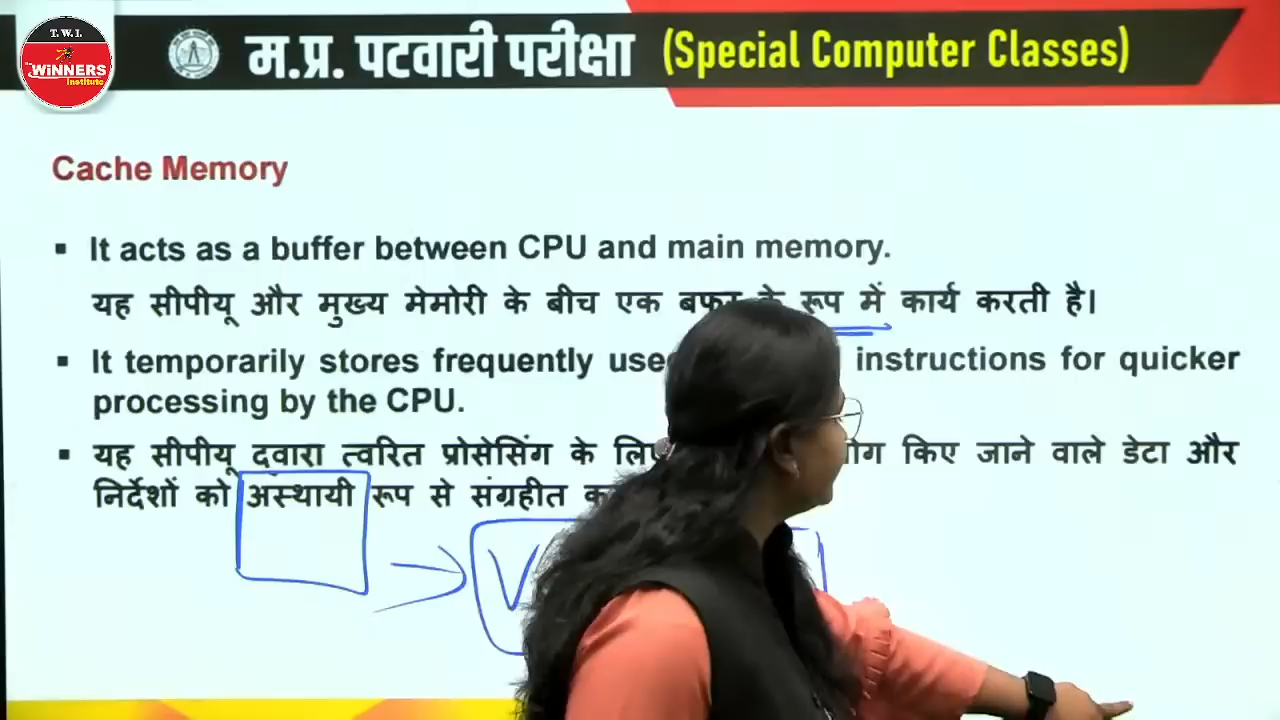 T. W. I.
WiNNERS
institute
म.प्र. पटवारी परीक्षा (Special Computer Classes)
Cache Memory
▪ It acts as a buffer between CPU and main memory.
यह सीपीयू और मुख्य मेमोरी के बीच एक बफर के रूप में कार्य करती है।
▪ It temporarily stores frequently instructions for quicker
processing by the CPU.
▪ यह सीपीयू दवारा त्वरित प्रोसेसिंग के किए जाने वाले डेटा और
निर्देशों को अस्थायी रूप से संग्रहीत
V